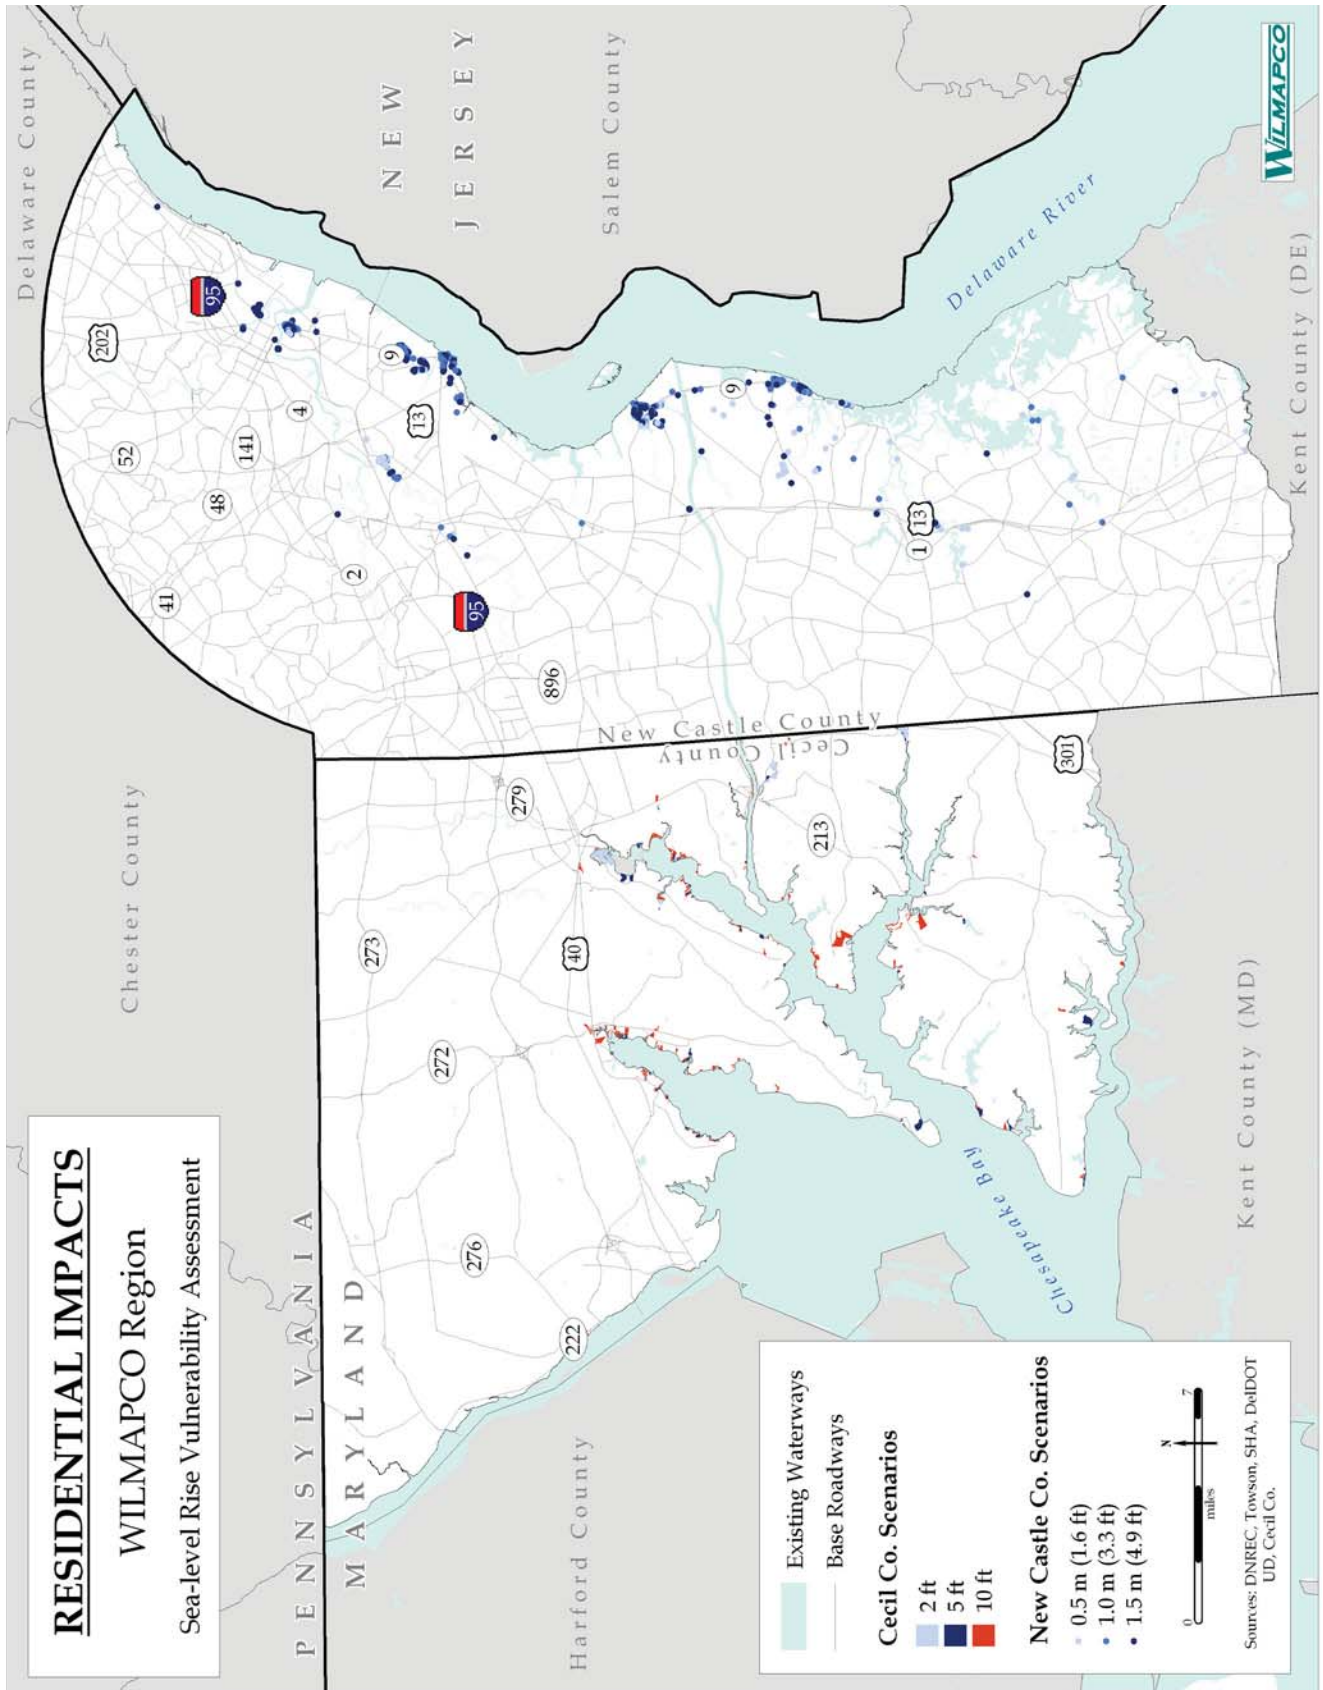 RESIDENTIAL IMPACTS
WILMAPCO Region
Sea-level Rise Vulnerability Assessment
Chester County
Delaware County
PENNSYLVANIA
MARYLAND
NEW
JERSEY
Salem County
Harford County
New Castle County
Cecil County
Kent County (MD)
Kent County (DE)
Delaware River
Chesapeake Bay
202
52
41
48
141
95
4
2
9
13
95
896
9
1
13
273
279
272
40
276
222
213
301
Existing Waterways
Base Roadways
Cecil Co. Scenarios
2 ft
5 ft
10 ft
New Castle Co. Scenarios
0.5 m (1.6 ft)
1.0 m (3.3 ft)
1.5 m (4.9 ft)
N
0
7
miles
Sources: DNREC, Towson, SHA, DelDOT
UD, Cecil Co.
WILMAPCO